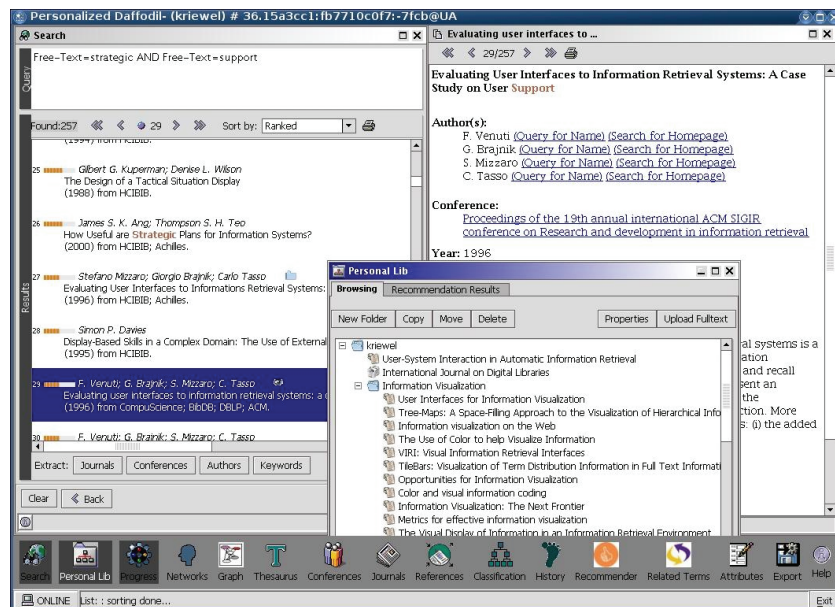 Personalized Daffodil- (kriewel) # 36.15a3cc1:fb7710c0f7:-7fcb@UA
Search
Query
Free-Text=strategic AND Free-Text=support
Found:257 29 Sort by: Ranked
Results
(1994) from HCIBIB.
25 Gilbert G. Kuperman; Denise L. Wilson
The Design of a Tactical Situation Display
(1988) from HCIBIB.
26 James S. K. Ang; Thompson S. H. Teo
How Useful are Strategic Plans for Information Systems?
(2000) from HCIBIB; Achilles.
27 Stefano Mizzaro; Giorgio Brajnik; Carlo Tasso
Evaluating User Interfaces to Informations Retrieval Systems:
(1996) from HCIBIB; Achilles.
28 Simon P. Davies
Display-Based Skills in a Complex Domain: The Use of External
(1995) from HCIBIB.
29 F. Venuti; G. Brajnik; S. Mizzaro; C. Tasso
Evaluating user interfaces to information retrieval systems: a
(1996) from CompuScience; BibDB; DBLP; ACM.
30 F. Venuti; G. Brajnik; S. Mizzaro; C. Tasso
Extract: Journals Conferences Authors Keywords
Clear Back
Evaluating user interfaces to ...
29/257
Evaluating User Interfaces to Information Retrieval Systems: A Case
Study on User Support
Author(s):
F. Venuti (Query for Name) (Search for Homepage)
G. Brajnik (Query for Name) (Search for Homepage)
S. Mizzaro (Query for Name) (Search for Homepage)
C. Tasso (Query for Name) (Search for Homepage)
Conference:
Proceedings of the 19th annual international ACM SIGIR
conference on Research and development in information retrieval
Year: 1996
al systems is a
ation
and recall
sent an
the
ction. More
s: (i) the added
Personal Lib
Browsing Recommendation Results
New Folder Copy Move Delete Properties Upload Fulltext
kriewel
User-System Interaction in Automatic Information Retrieval
International Journal on Digital Libraries
Information Visualization
User Interfaces for Information Visualization
Tree-Maps: A Space-Filling Approach to the Visualization of Hierarchical Info
Information visualization on the Web
The Use of Color to help Visualize Information
VIRI: Visual Information Retrieval Interfaces
TileBars: Visualization of Term Distribution Information in Full Text Informati
Opportunities for Information Visualization
Color and visual information coding
Information Visualization: The Next Frontier
Metrics for effective information visualization
The Visual Display of Information in an Information Retrieval Environment
Search Personal Lib Progress Networks Graph Thesaurus Conferences Journals References Classification History Recommender Related Terms Attributes Export Help
ONLINE List: : sorting done... Exit